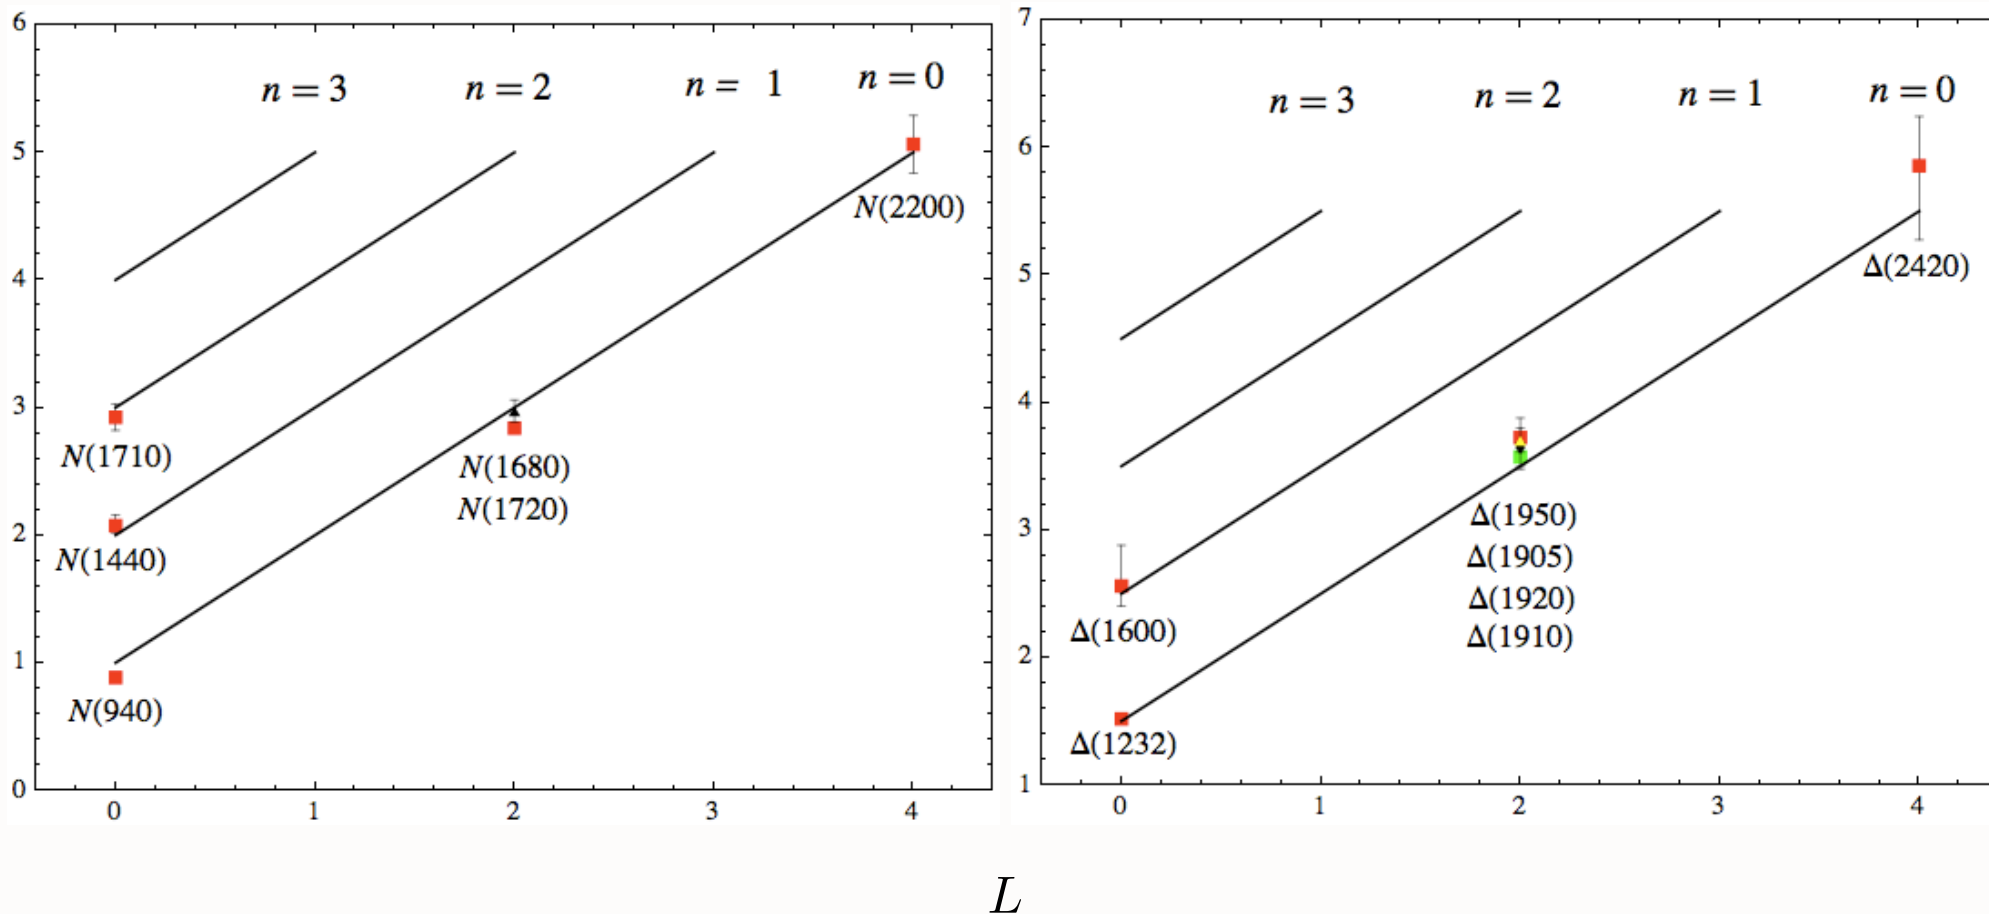 6
5
4
3
2
1
0
n = 3
n = 2
n = 1
n = 0
N(2200)
N(1710)
N(1680)
N(1720)
N(1440)
N(940)
0 1 2 3 4
7
6
5
4
3
2
1
n = 3
n = 2
n = 1
n = 0
Δ(2420)
Δ(1950)
Δ(1905)
Δ(1920)
Δ(1910)
Δ(1600)
Δ(1232)
0 1 2 3 4
L